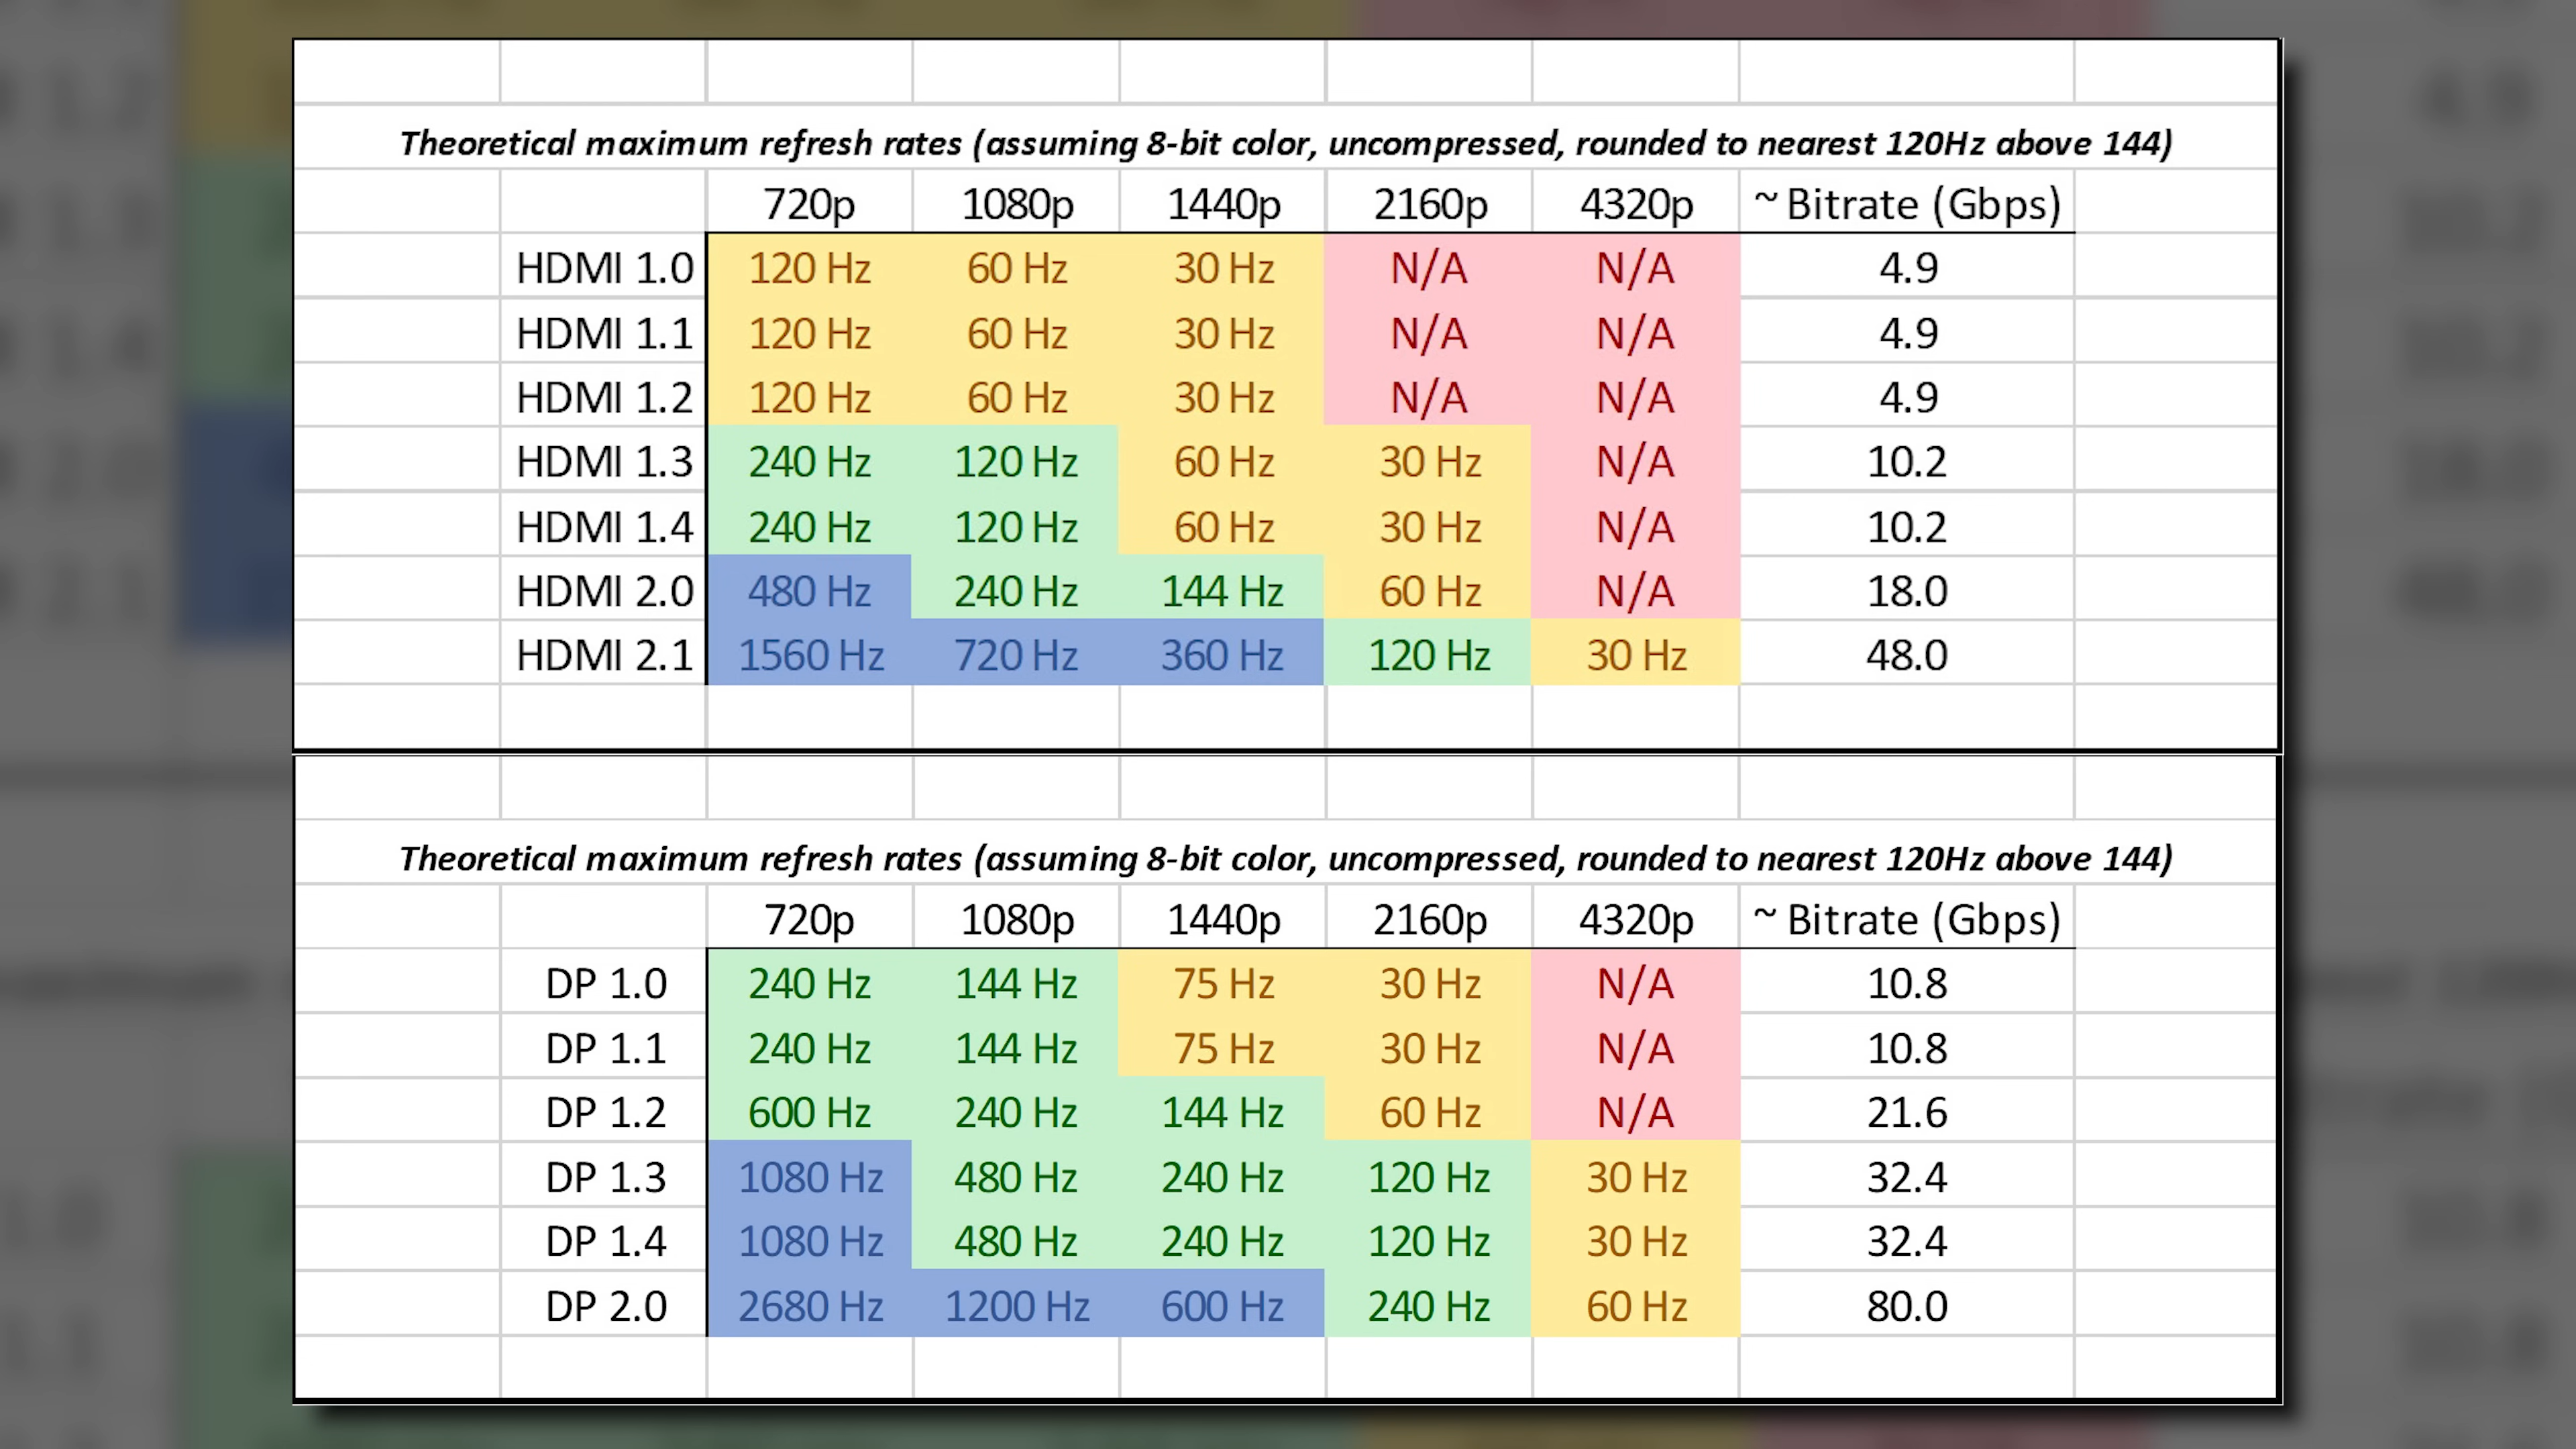 Theoretical maximum refresh rates (assuming 8-bit color, uncompressed, rounded to nearest 120Hz above 144)
720p 1080p 1440p 2160p 4320p ~ Bitrate (Gbps)
HDMI 1.0 120 Hz 60 Hz 30 Hz N/A N/A 4.9
HDMI 1.1 120 Hz 60 Hz 30 Hz N/A N/A 4.9
HDMI 1.2 120 Hz 60 Hz 30 Hz N/A N/A 4.9
HDMI 1.3 240 Hz 120 Hz 60 Hz 30 Hz N/A 10.2
HDMI 1.4 240 Hz 120 Hz 60 Hz 30 Hz N/A 10.2
HDMI 2.0 480 Hz 240 Hz 144 Hz 60 Hz N/A 18.0
HDMI 2.1 1560 Hz 720 Hz 360 Hz 120 Hz 30 Hz 48.0
Theoretical maximum refresh rates (assuming 8-bit color, uncompressed, rounded to nearest 120Hz above 144)
720p 1080p 1440p 2160p 4320p ~ Bitrate (Gbps)
DP 1.0 240 Hz 144 Hz 75 Hz 30 Hz N/A 10.8
DP 1.1 240 Hz 144 Hz 75 Hz 30 Hz N/A 10.8
DP 1.2 600 Hz 240 Hz 144 Hz 60 Hz N/A 21.6
DP 1.3 1080 Hz 480 Hz 240 Hz 120 Hz 30 Hz 32.4
DP 1.4 1080 Hz 480 Hz 240 Hz 120 Hz 30 Hz 32.4
DP 2.0 2680 Hz 1200 Hz 600 Hz 240 Hz 60 Hz 80.0